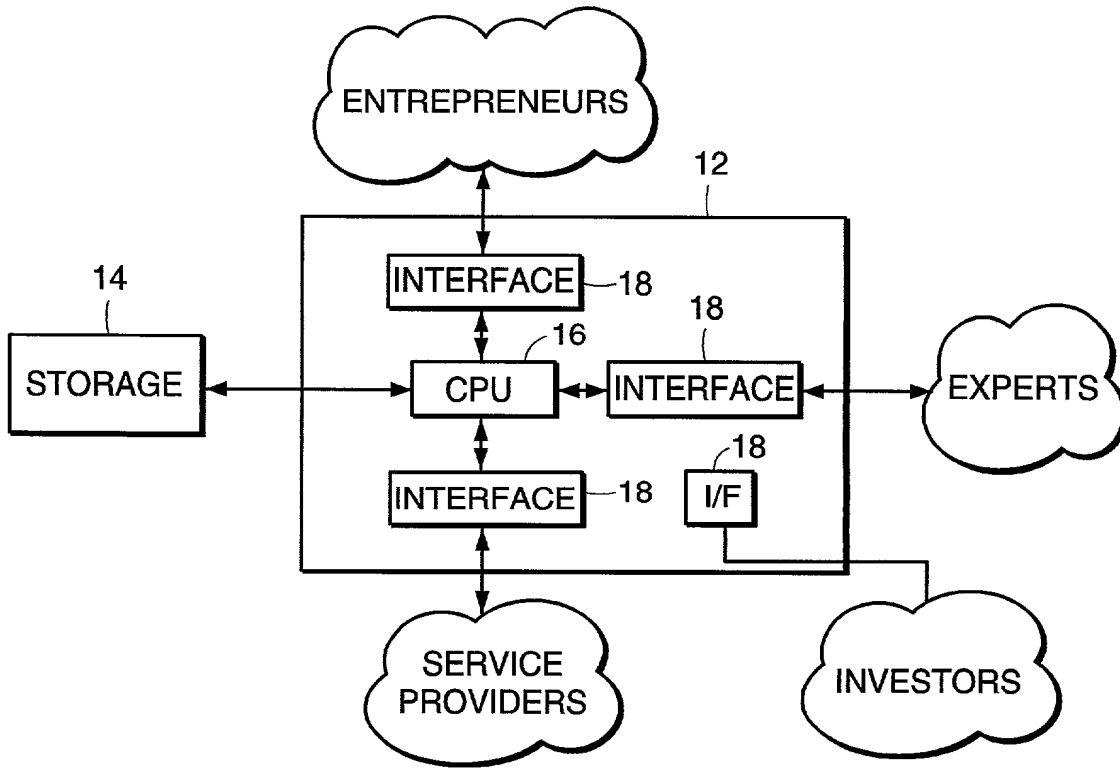 ENTREPRENEURS
12
INTERFACE
18
14
STORAGE
16
CPU
18
INTERFACE
EXPERTS
INTERFACE
18
18
I/F
SERVICE
PROVIDERS
INVESTORS